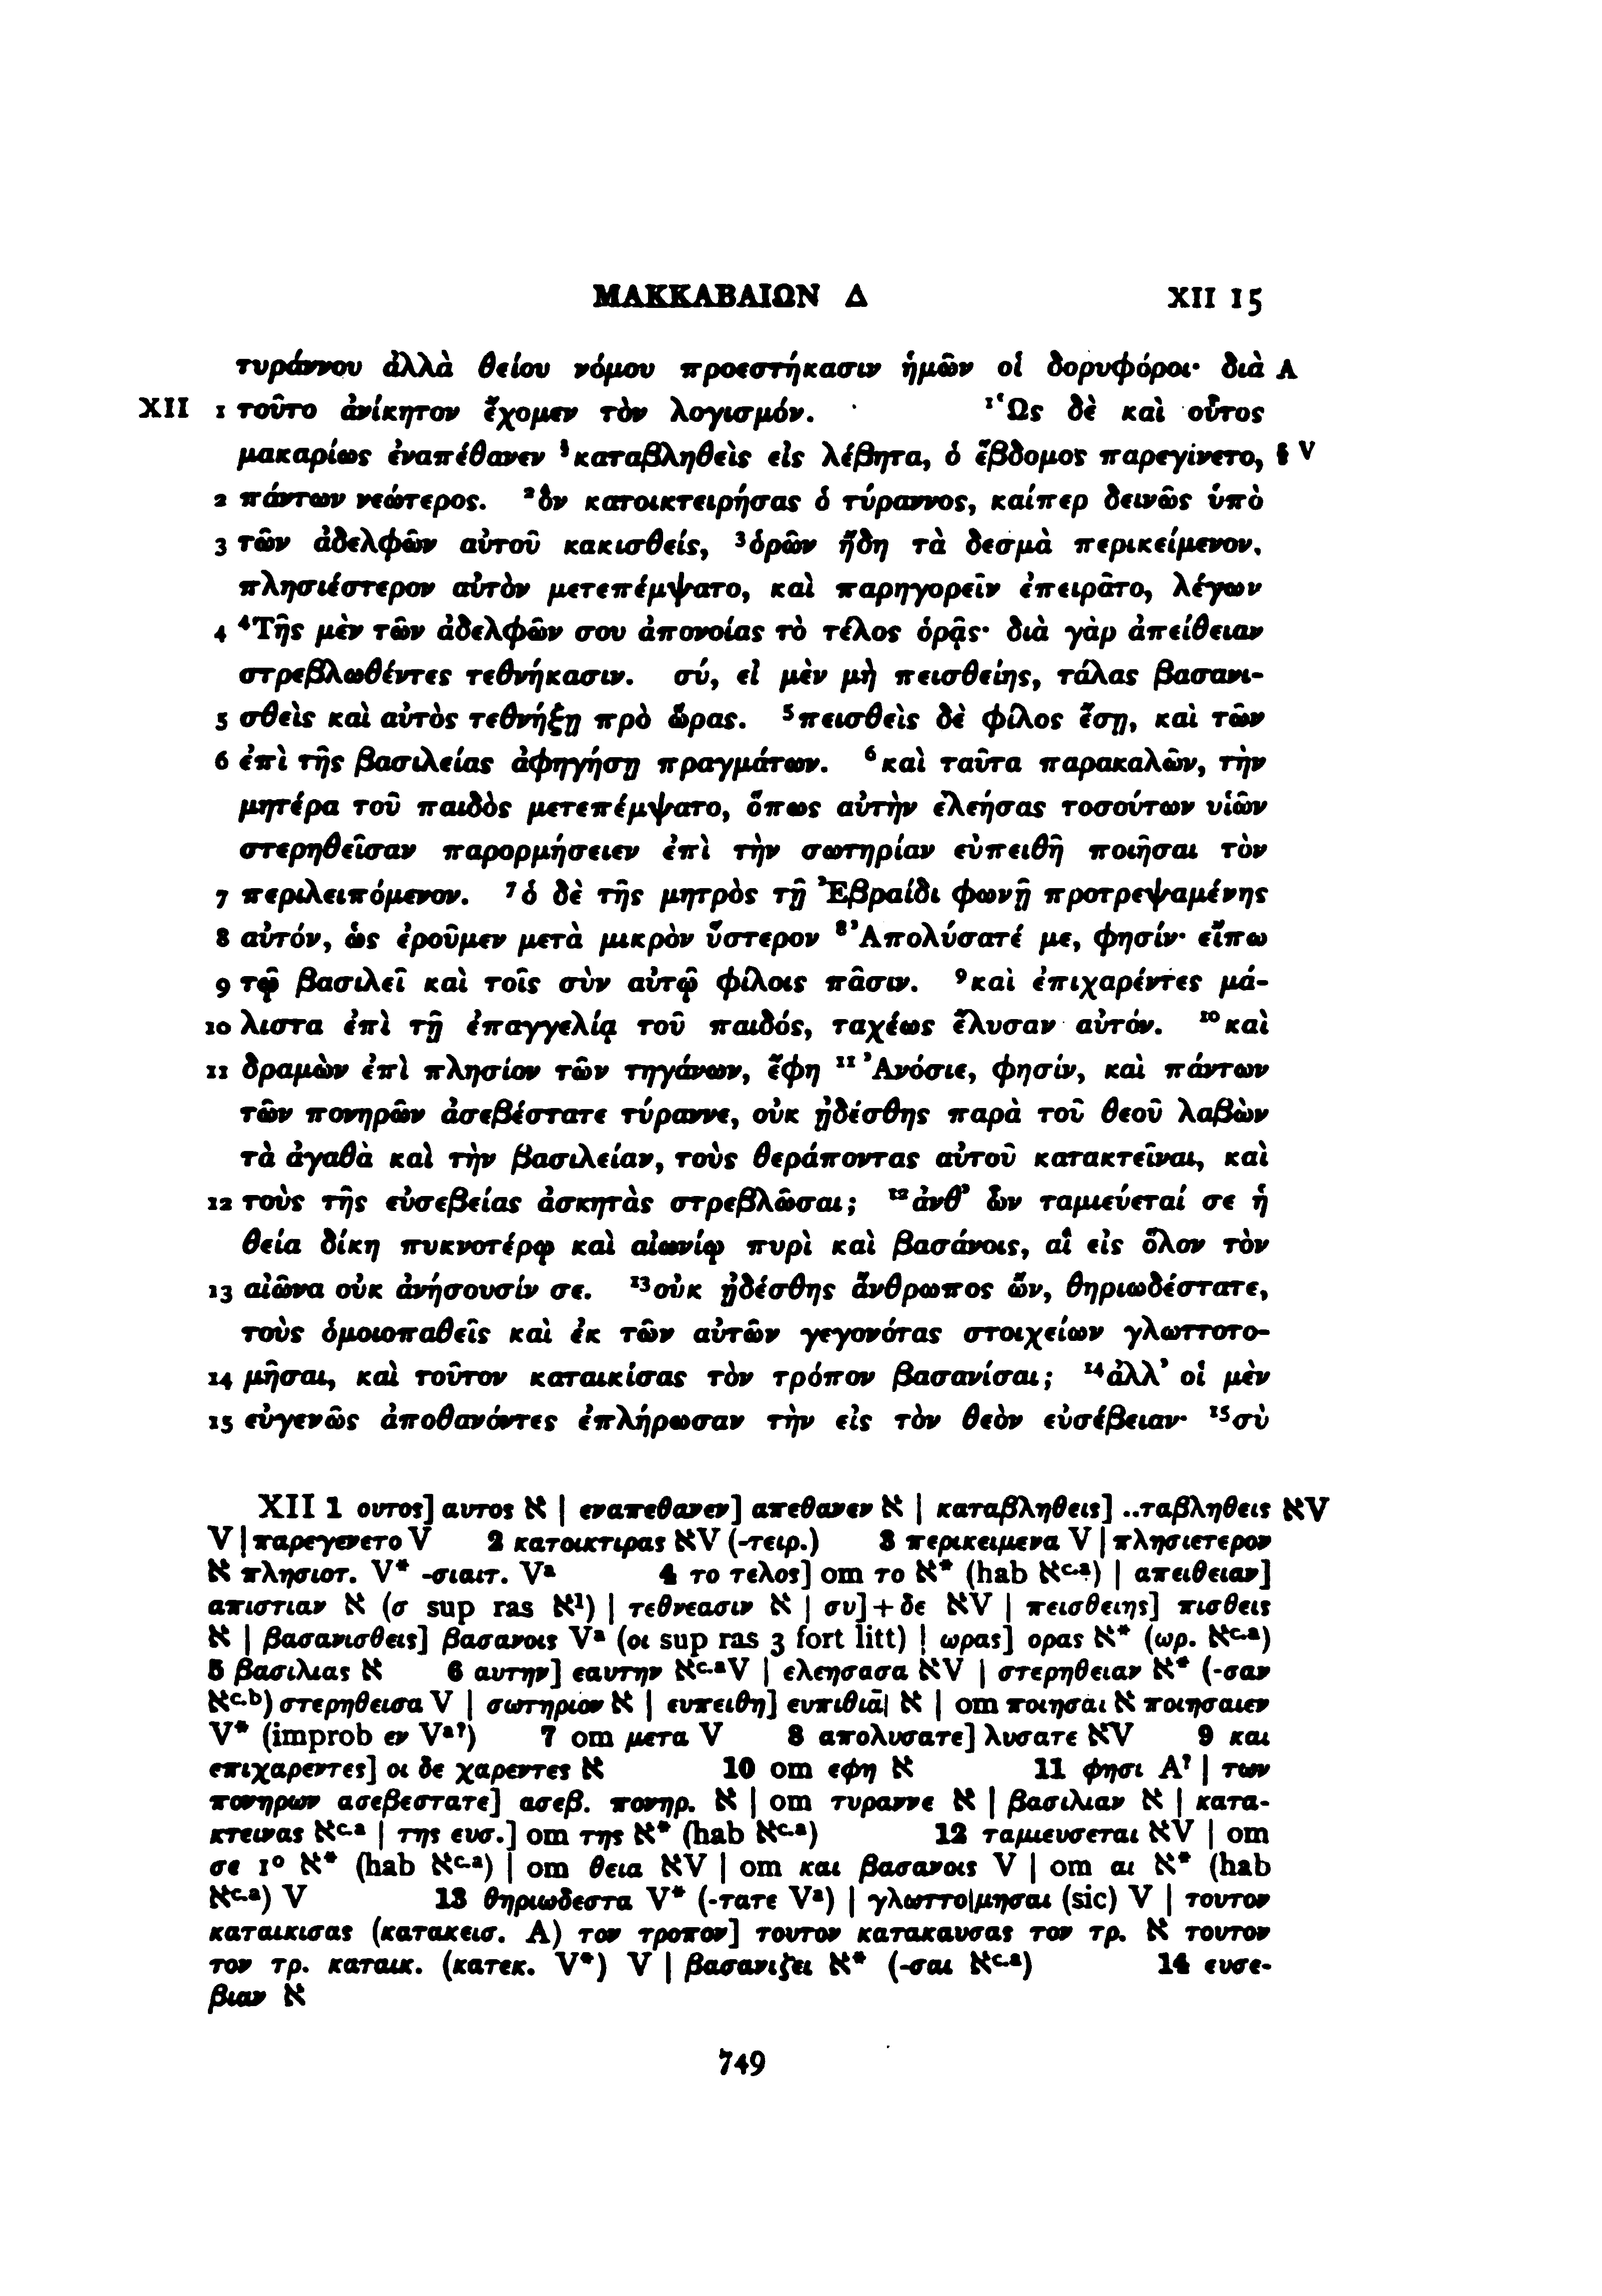 ΜΑΚΚΑΒΑΙΩΝ Δ XII 15
τυράννου ἀλλὰ θείου νόμου προεστήκασιν ἡμῶν οἱ δορυφόροι· διὰ A
XII 1 τοῦτο ἀνίκητον ἔχομεν τὸν λογισμόν. ¹Ὡς δὲ καὶ οὗτος
μακαρίως ἐναπέθανεν §καταβληθεὶς εἰς λέβητα, ὁ ἕβδομος παρεγίνετο, § V
2 πάντων νεώτερος. ²ὃν κατοικτειρήσας ὁ τύραννος, καίπερ δεινῶς ὑπὸ
3 τῶν ἀδελφῶν αὐτοῦ κακισθείς, ³ὁρῶν ἤδη τὰ δεσμὰ περικείμενον,
πλησιέστερον αὐτὸν μετεπέμψατο, καὶ παρηγορεῖν ἐπειρᾶτο, λέγων
4 ⁴Τῆς μὲν τῶν ἀδελφῶν σου ἀπονοίας τὸ τέλος ὁρᾷς· διὰ γὰρ ἀπείθειαν
στρεβλωθέντες τεθνήκασιν. σύ, εἰ μὲν μὴ πεισθείης, τάλας βασανι-
5 σθεὶς καὶ αὐτὸς τεθνήξῃ πρὸ ὥρας. ⁵πεισθεὶς δὲ φίλος ἔσῃ, καὶ τῶν
6 ἐπὶ τῆς βασιλείας ἀφηγήσῃ πραγμάτων. ⁶καὶ ταῦτα παρακαλῶν, τὴν
μητέρα τοῦ παιδὸς μετεπέμψατο, ὅπως αὐτὴν ἐλεήσας τοσούτων υἱῶν
στερηθεῖσαν παρορμήσειεν ἐπὶ τὴν σωτηρίαν εὐπειθῆ ποιῆσαι τὸν
7 περιλειπόμενον. ⁷ὁ δὲ τῆς μητρὸς τῇ Ἐβραίδι φωνῇ προτρεψαμένης
8 αὐτόν, ὡς ἐροῦμεν μετὰ μικρὸν ὕστερον ⁸Ἀπολύσατέ με, φησίν· εἴπω
9 τῷ βασιλεῖ καὶ τοῖς σὺν αὐτῷ φίλοις πᾶσιν. ⁹καὶ ἐπιχαρέντες μά-
10 λιστα ἐπὶ τῇ ἐπαγγελίᾳ τοῦ παιδός, ταχέως ἔλυσαν αὐτόν. ¹⁰καὶ
11 δραμὼν ἐπὶ πλησίον τῶν τηγάνων, ἔφη ¹¹Ἀνόσιε, φησίν, καὶ πάντων
τῶν πονηρῶν ἀσεβέστατε τύραννε, οὐκ ᾐδέσθης παρὰ τοῦ θεοῦ λαβὼν
τὰ ἀγαθὰ καὶ τὴν βασιλείαν, τοὺς θεράποντας αὐτοῦ κατακτεῖναι, καὶ
12 τοὺς τῆς εὐσεβείας ἀσκητὰς στρεβλῶσαι; ¹²ἀνθ’ ὧν ταμιεύεταί σε ἡ
θεία δίκη πυκνοτέρῳ καὶ αἰωνίῳ πυρὶ καὶ βασάνοις, αἳ εἰς ὅλον τὸν
13 αἰῶνα οὐκ ἀνήσουσίν σε. ¹³οὐκ ᾐδέσθης ἄνθρωπος ὤν, θηριωδέστατε,
τοὺς ὁμοιοπαθεῖς καὶ ἐκ τῶν αὐτῶν γεγονότας στοιχείων γλωττοτο-
14 μῆσαι, καὶ τοῦτον καταικίσας τὸν τρόπον βασανίσαι; ¹⁴ἀλλ’ οἱ μὲν
15 εὐγενῶς ἀποθανόντες ἐπλήρωσαν τὴν εἰς τὸν θεὸν εὐσέβειαν· ¹⁵σὺ
XII 1 ουτος] αυτος א | εναπεθανεν] απεθανεν א | καταβληθεις] ..ταβληθεις אV
V | παρεγενετο V 2 κατοικτιρας אV (-τειρ.) 3 περικειμενα V | πλησιετερον
א πλησιοτ. V* -σιαιτ. Vᵃ 4 το τελος] om το א* (hab אᶜ·ᵃ) | απειθειαν]
απιστιαν א (σ sup ras א¹) | τεθνεασιν א | συ] + δε אV | πεισθειης] πισθεις
א | βασανισθεις] βασανοις Vᵃ (οι sup ras 3 fort litt) | ωρας] ορας א* (ωρ. אᶜ·ᵃ)
5 βασιλιας א 6 αυτην] εαυτην אᶜ·ᵃV | ελεησασα אV | στερηθειαν א* (-σαν
אᶜ·ᵇ) στερηθεισα V | σωτηριον א | ευπειθη] ευπιθιᾱ| א | om ποιησαι א ποιησαιεν
V* (improb εν Vᵃ?) 7 om μετα V 8 απολυσατε] λυσατε אV 9 και
επιχαρεντες] οι δε χαρεντες א 10 om εφη א 11 φησι A? | των
πονηρων ασεβεστατε] ασεβ. πονηρ. א | om τυραννε א | βασιλιαν א | κατα-
κτεινας אᶜ·ᵃ | της ευσ.] om της א* (hab אᶜ·ᵃ) 12 ταμιευσεται אV | om
σε 1° א* (hab אᶜ·ᵃ) | om θεια אV | om και βασανοις V | om αι א* (hab
אᶜ·ᵃ) V 13 θηριωδεστα V* (-τατε Vᵃ) | γλωττο|μησαι (sic) V | τουτον
καταικισας (κατακεισ. A) τον τροπον] τουτον κατακαυσας τον τρ. א τουτον
τον τρ. καταικ. (κατεκ. V*) V | βασανιζει א* (-σαι אᶜ·ᵃ) 14 ευσε-
βιαν א
749